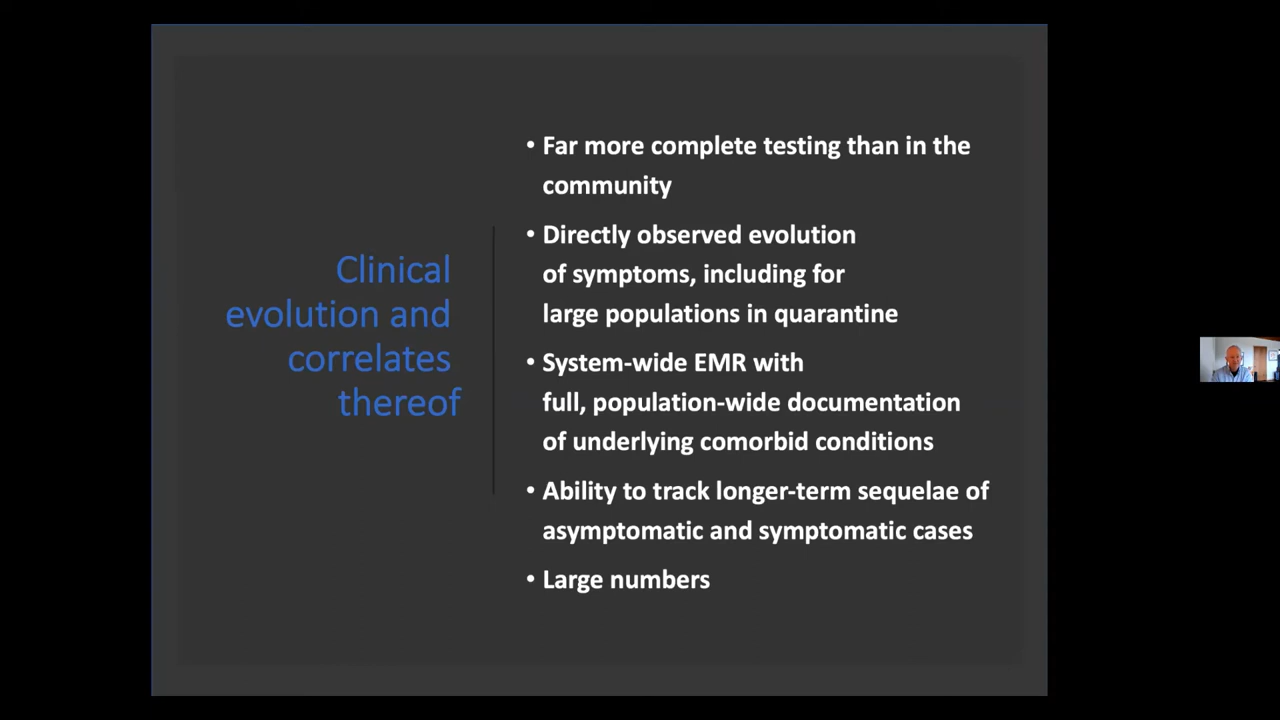 Clinical
evolution and
correlates
thereof
• Far more complete testing than in the
community
• Directly observed evolution
of symptoms, including for
large populations in quarantine
• System-wide EMR with
full, population-wide documentation
of underlying comorbid conditions
• Ability to track longer-term sequelae of
asymptomatic and symptomatic cases
• Large numbers